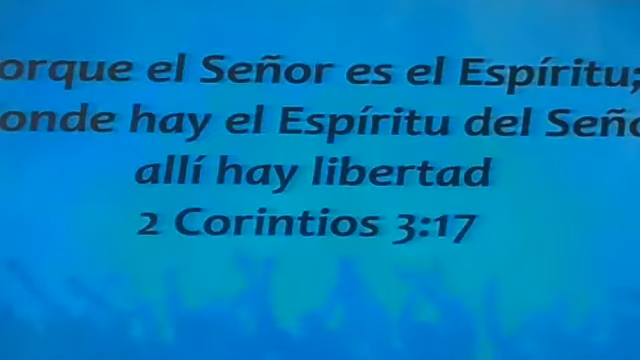 orque el Señor es el Espíritu;
onde hay el Espíritu del Seño
allí hay libertad
2 Corintios 3:17